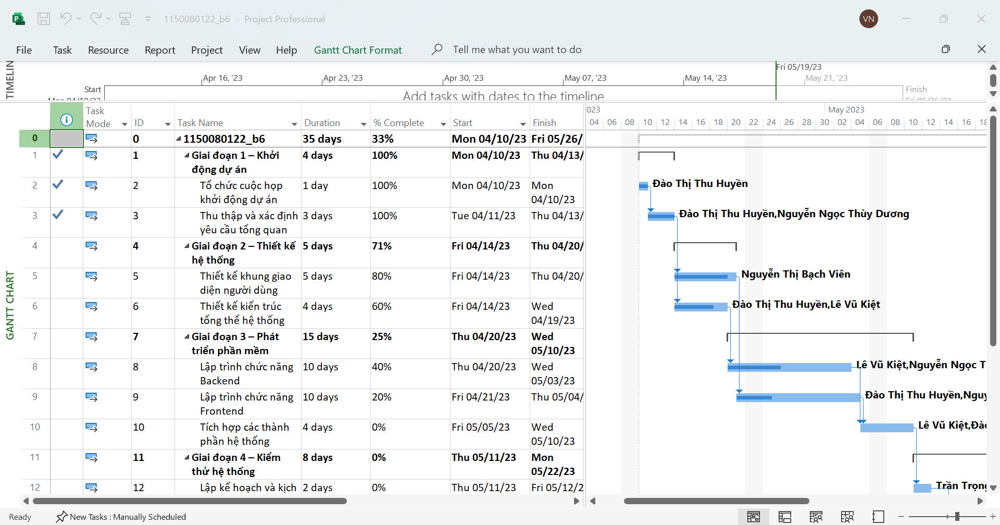 1150080122_b6 - Project Professional
VN
File Task Resource Report Project View Help Gantt Chart Format Tell me what you want to do
TIMELIN
Fri 05/19/23
Apr 16, '23 Apr 23, '23 Apr 30, '23 May 07, '23 May 14, '23 May 21, '23
Start Finish
Add tasks with dates to the timeline
GANTT CHART
Task Mode ID Task Name Duration % Complete Start Finish
023 May 2023
04 06 08 10 12 14 16 18 20 22 24 26 28 30 02 04 06 08 10 12 14 16 18
0 0 1150080122_b6 35 days 33% Mon 04/10/23 Fri 05/26/
1 1 Giai đoạn 1 – Khởi động dự án 4 days 100% Mon 04/10/23 Thu 04/13/
2 2 Tổ chức cuộc họp khởi động dự án 1 day 100% Mon 04/10/23 Mon 04/10/23 Đào Thị Thu Huyền
3 3 Thu thập và xác định yêu cầu tổng quan 3 days 100% Tue 04/11/23 Thu 04/13/ Đào Thị Thu Huyền,Nguyễn Ngọc Thùy Dương
4 4 Giai đoạn 2 – Thiết kế hệ thống 5 days 71% Fri 04/14/23 Thu 04/20/
5 5 Thiết kế khung giao diện người dùng 5 days 80% Fri 04/14/23 Thu 04/20/ Nguyễn Thị Bạch Viên
6 6 Thiết kế kiến trúc tổng thể hệ thống 4 days 60% Fri 04/14/23 Wed 04/19/23 Đào Thị Thu Huyền,Lê Vũ Kiệt
7 7 Giai đoạn 3 – Phát triển phần mềm 15 days 25% Thu 04/20/23 Wed 05/10/23
8 8 Lập trình chức năng Backend 10 days 40% Thu 04/20/23 Wed 05/03/23 Lê Vũ Kiệt,Nguyễn Ngọc T
9 9 Lập trình chức năng Frontend 10 days 20% Fri 04/21/23 Thu 05/04/ Đào Thị Thu Huyền,Nguy
10 10 Tích hợp các thành phần hệ thống 4 days 0% Fri 05/05/23 Wed 05/10/23 Lê Vũ Kiệt,Đào
11 11 Giai đoạn 4 – Kiểm thử hệ thống 8 days 0% Thu 05/11/23 Mon 05/22/23
12 12 Lập kế hoạch và kịch 2 days 0% Thu 05/11/23 Fri 05/12/2 Trần Trọng
Ready New Tasks : Manually Scheduled